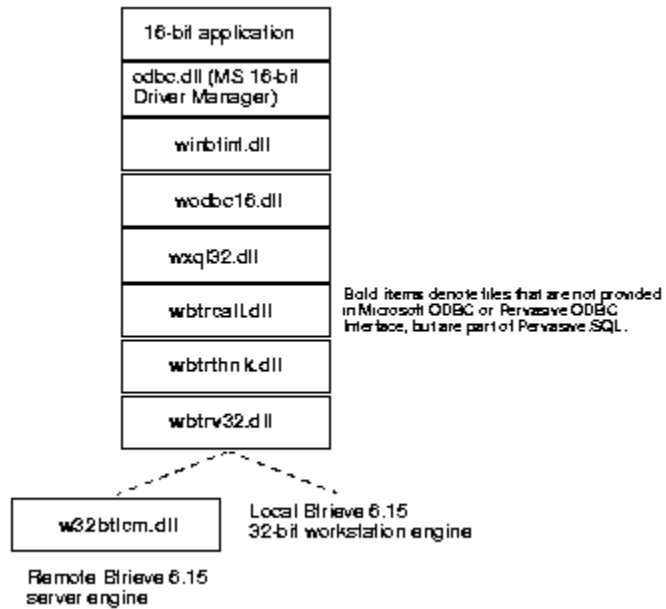 16-bit application
odbc.dll (MS 16-bit
Driver Manager)
winbtint.dll
wodbc16.dll
wxql32.dll
wbtrcall.dll
Bold items denote files that are not provided
in Microsoft ODBC or Pervasive ODBC
Interface, but are part of Pervasive.SQL.
wbtrthnk.dll
wbtrv32.dll
w32btlcm.dll
Local Btrieve 6.15
32-bit workstation engine
Remote Btrieve 6.15
server engine